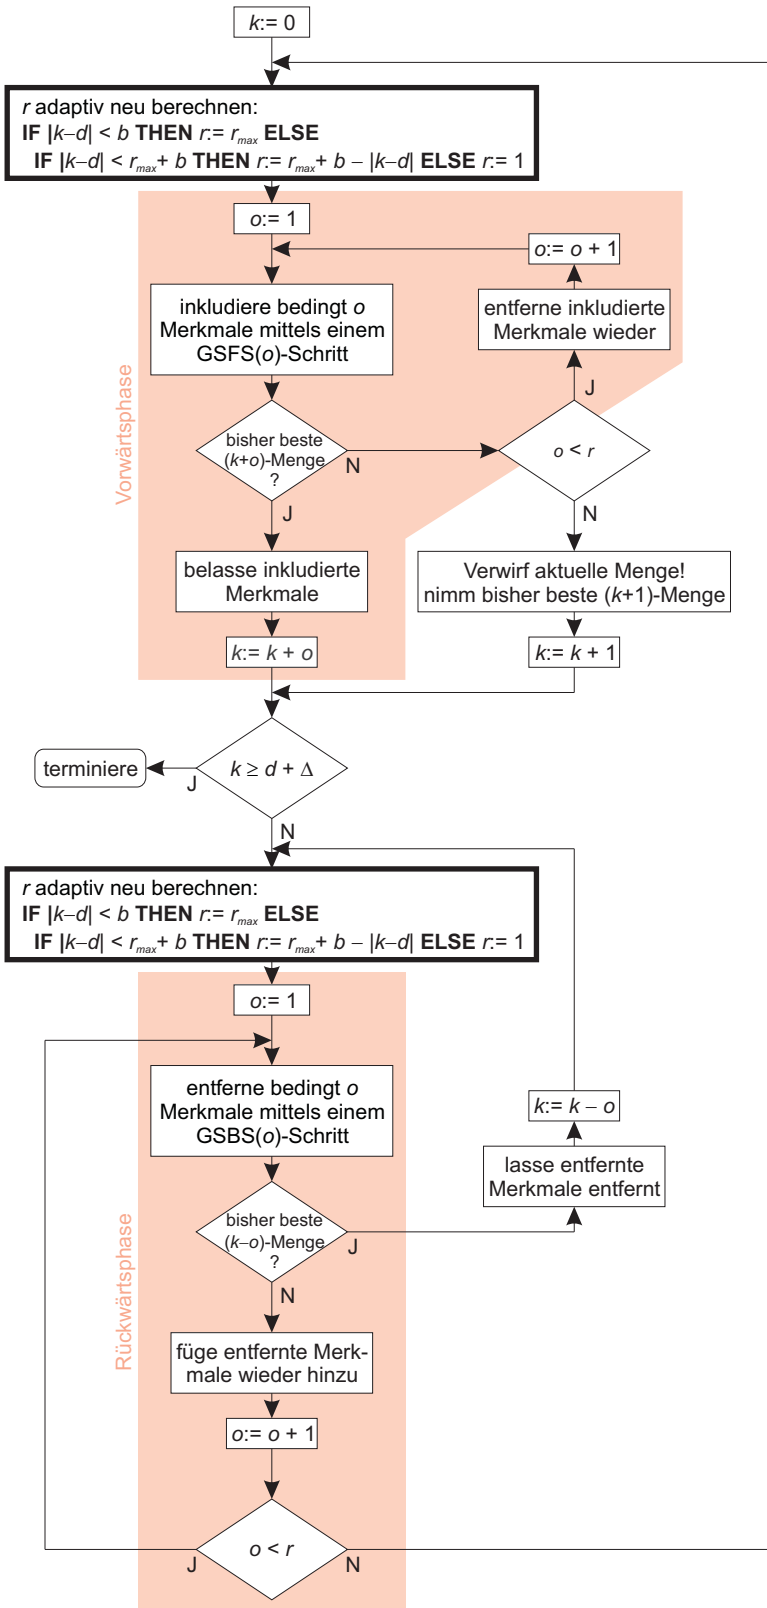 k:= 0
r adaptiv neu berechnen:
IF |k–d| < b THEN r:= rmax ELSE
IF |k–d| < rmax+ b THEN r:= rmax+ b – |k–d| ELSE r:= 1
Vorwärtsphase
o:= 1
o:= o + 1
inkludiere bedingt o
Merkmale mittels einem
GSFS(o)-Schritt
entferne inkludierte
Merkmale wieder
J
bisher beste
(k+o)-Menge
?
N
o < r
J
N
belasse inkludierte
Merkmale
Verwirf aktuelle Menge!
nimm bisher beste (k+1)-Menge
k:= k + o
k:= k + 1
terminiere
J
k ≥ d + Δ
N
r adaptiv neu berechnen:
IF |k–d| < b THEN r:= rmax ELSE
IF |k–d| < rmax+ b THEN r:= rmax+ b – |k–d| ELSE r:= 1
Rückwärtsphase
o:= 1
entferne bedingt o
Merkmale mittels einem
GSBS(o)-Schritt
k:= k – o
lasse entfernte
Merkmale entfernt
bisher beste
(k–o)-Menge
?
J
N
füge entfernte Merk-
male wieder hinzu
o:= o + 1
J
o < r
N